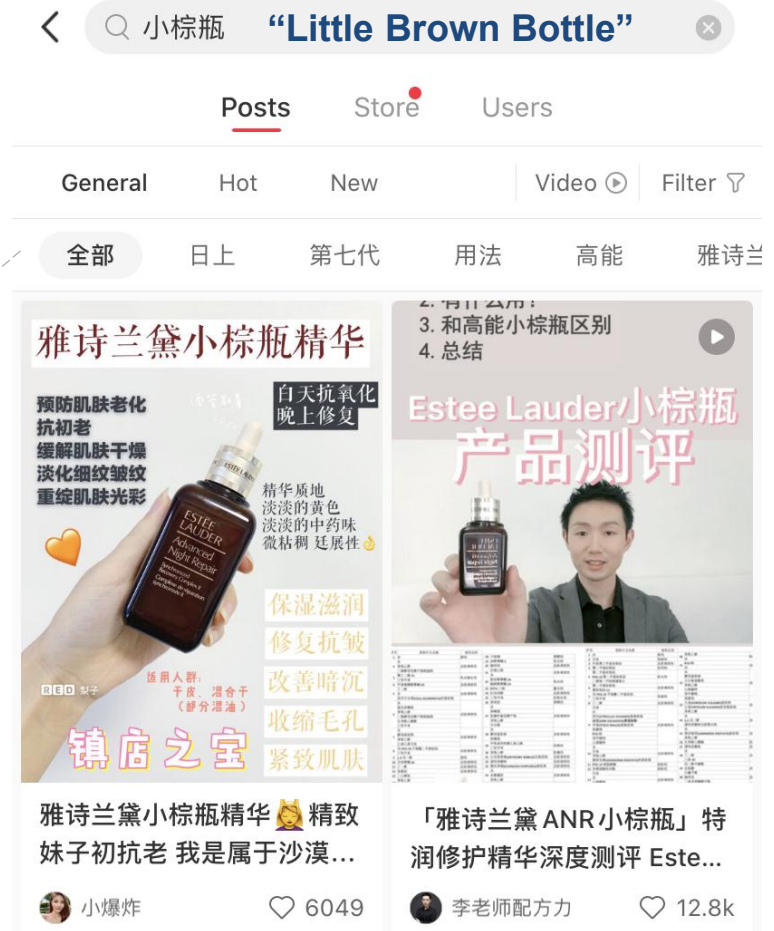 小棕瓶 “Little Brown Bottle”
Posts Store Users
General Hot New Video Filter
全部 日上 第七代 用法 高能 雅诗兰
雅诗兰黛小棕瓶精华
预防肌肤老化
抗初老
缓解肌肤干燥
淡化细纹皱纹
重绽肌肤光彩
白天抗氧化
晚上修复
ESTEE
LAUDER
Advanced
Night Repair
Synchronized
Recovery Complex II
精华质地
淡淡的黄色
淡淡的中药味
微粘稠 廷展性👌
保湿滋润
修复抗皱
改善暗沉
收缩毛孔
紧致肌肤
适用人群:
干皮、混合干
(部分混油)
RED 梨子
镇店之宝
雅诗兰黛小棕瓶精华💆‍♀️精致
妹子初抗老 我是属于沙漠...
小爆炸 6049
2. 有什么用?
3. 和高能小棕瓶区别
4. 总结
Estee Lauder小棕瓶
产品测评
「雅诗兰黛 ANR小棕瓶」特
润修护精华深度测评 Este...
李老师配方力 12.8k